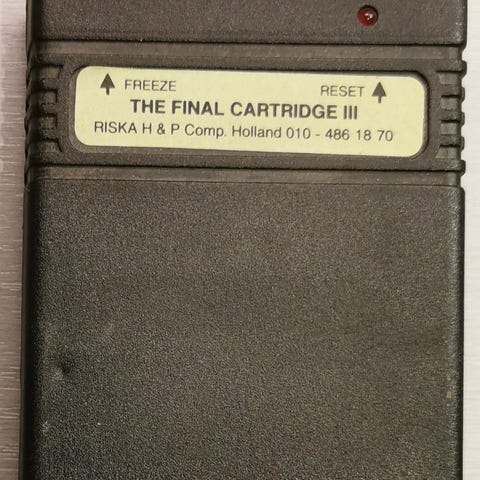 FREEZE RESET
THE FINAL CARTRIDGE III
RISKA H & P Comp. Holland 010 - 486 18 70